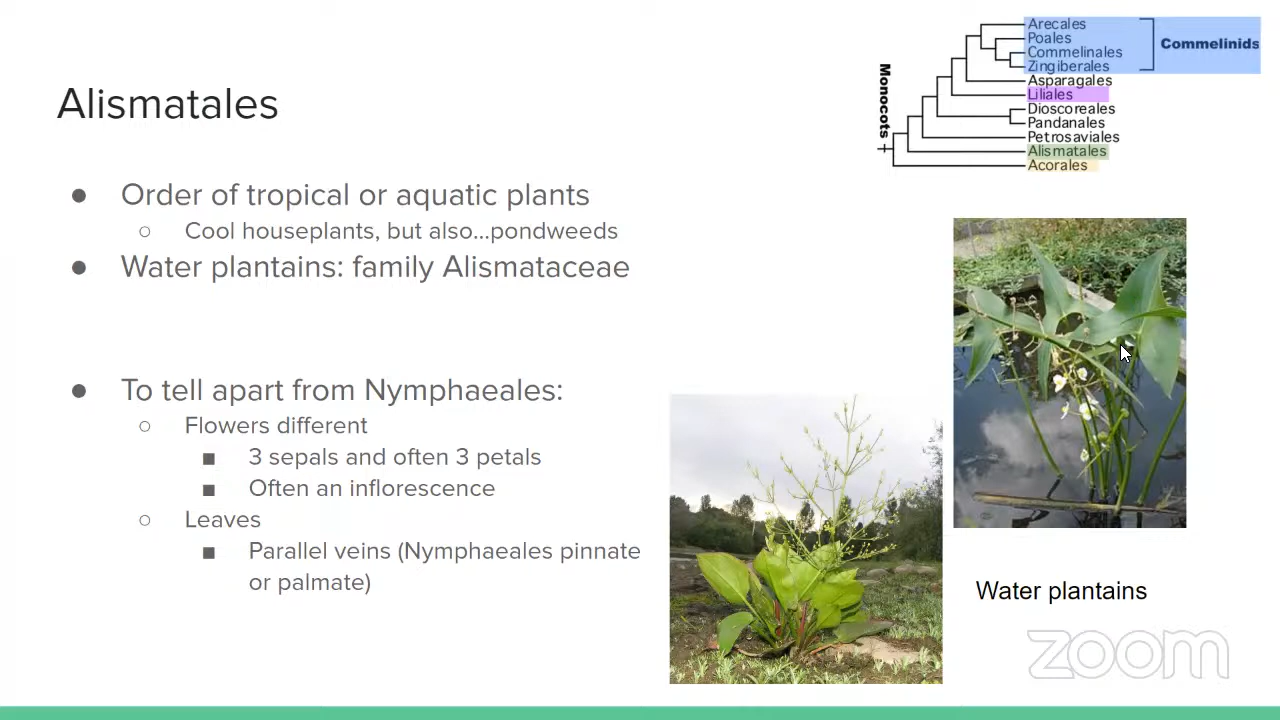 Alismatales
● Order of tropical or aquatic plants
○ Cool houseplants, but also...pondweeds
● Water plantains: family Alismataceae
● To tell apart from Nymphaeales:
○ Flowers different
■ 3 sepals and often 3 petals
■ Often an inflorescence
○ Leaves
■ Parallel veins (Nymphaeales pinnate
or palmate)
Monocots
Arecales
Poales
Commelinales
Zingiberales
Commelinids
Asparagales
Liliales
Dioscoreales
Pandanales
Petrosaviales
Alismatales
Acorales
Water plantains
zoom